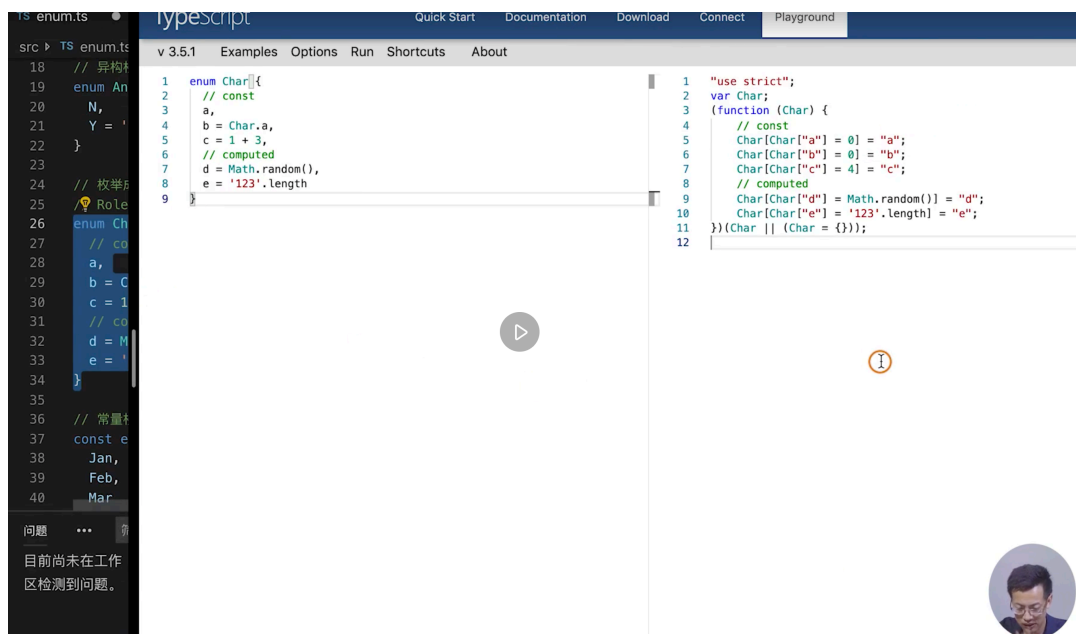 TS enum.ts
src TS enum.ts
18 // 异构
19 enum An
20 N,
21 Y = '
22 }
23
24 // 枚举成
25 // Role
26 enum Ch
27 // co
28 a,
29 b = C
30 c = 1
31 // co
32 d = M
33 e = '
34 }
35
36 // 常量
37 const e
38 Jan,
39 Feb,
40 Mar
问题 ···
目前尚未在工作
区检测到问题。
TypeScript Quick Start Documentation Download Connect Playground
v 3.5.1 Examples Options Run Shortcuts About
1 enum Char {
2 // const
3 a,
4 b = Char.a,
5 c = 1 + 3,
6 // computed
7 d = Math.random(),
8 e = '123'.length
9 }
1 "use strict";
2 var Char;
3 (function (Char) {
4 // const
5 Char[Char["a"] = 0] = "a";
6 Char[Char["b"] = 0] = "b";
7 Char[Char["c"] = 4] = "c";
8 // computed
9 Char[Char["d"] = Math.random()] = "d";
10 Char[Char["e"] = '123'.length] = "e";
11 })(Char || (Char = {}));
12